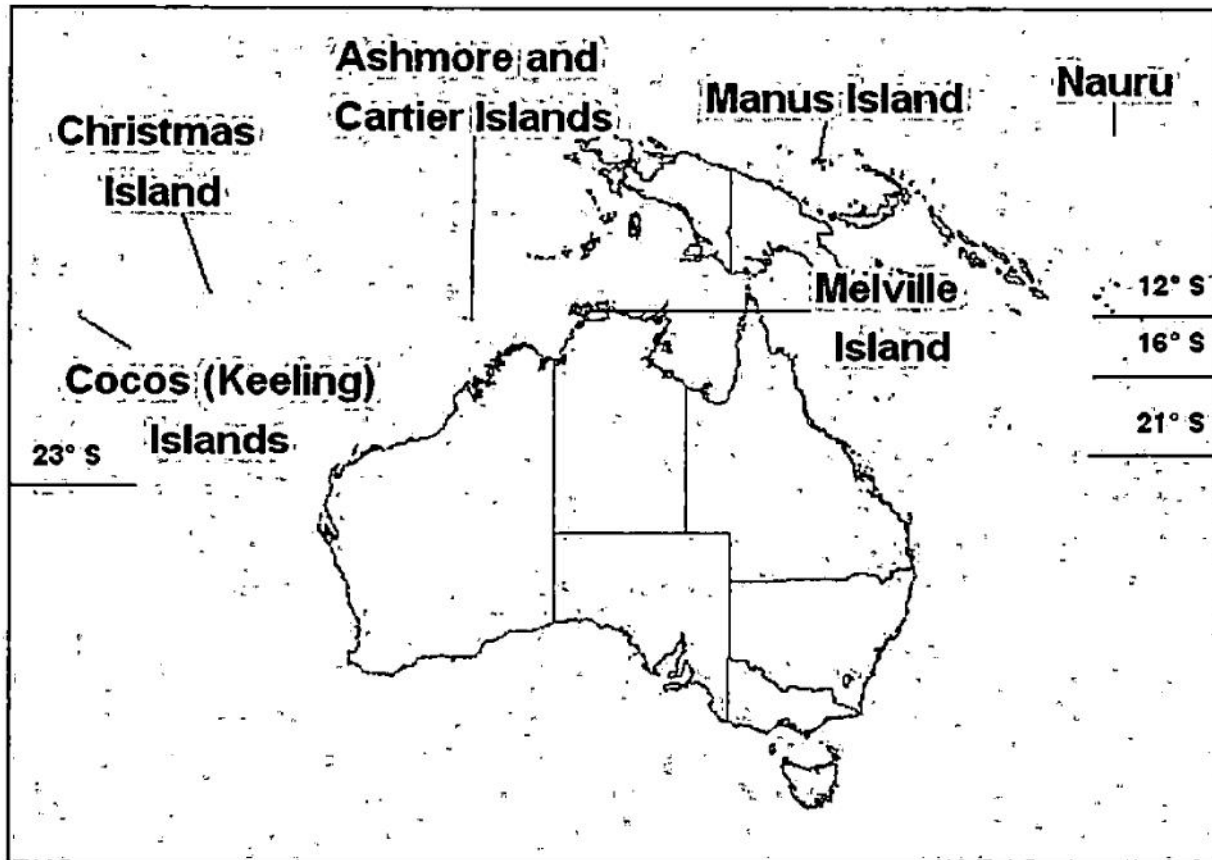 Ashmore and
Cartier Islands
Manus Island
Nauru
Christmas
Island
Melville
Island
12° S
16° S
21° S
Cocos (Keeling)
Islands
23° S